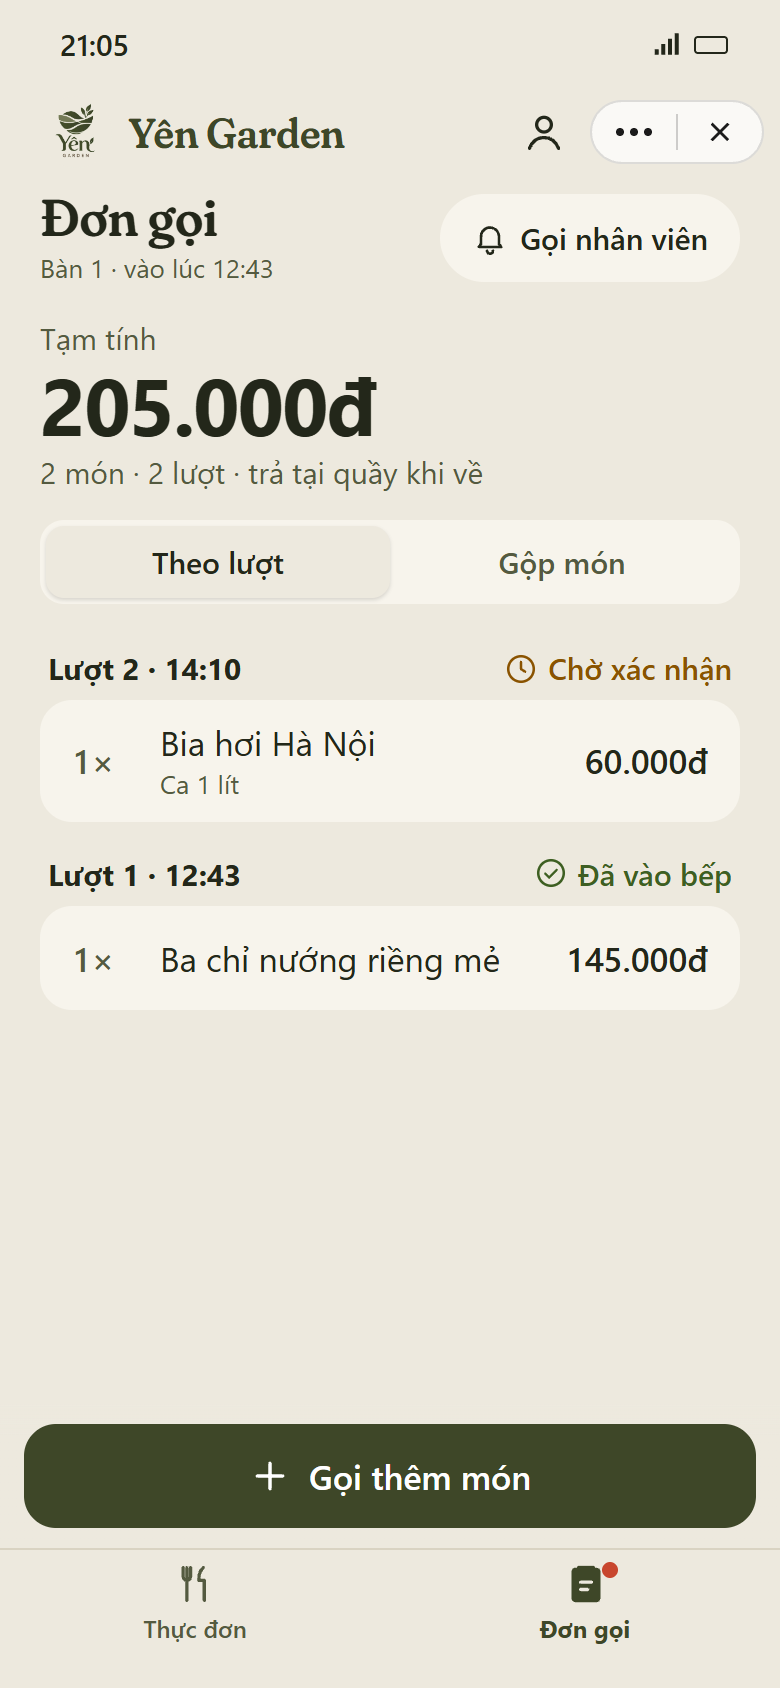 21:05
Yên GARDEN
Yên Garden
Đơn gọi
Bàn 1 · vào lúc 12:43
Gọi nhân viên
Tạm tính
205.000đ
2 món · 2 lượt · trả tại quầy khi về
Theo lượt
Gộp món
Lượt 2 · 14:10
Chờ xác nhận
1× Bia hơi Hà Nội 60.000đ
Ca 1 lít
Lượt 1 · 12:43
Đã vào bếp
1× Ba chỉ nướng riềng mẻ 145.000đ
Gọi thêm món
Thực đơn
Đơn gọi